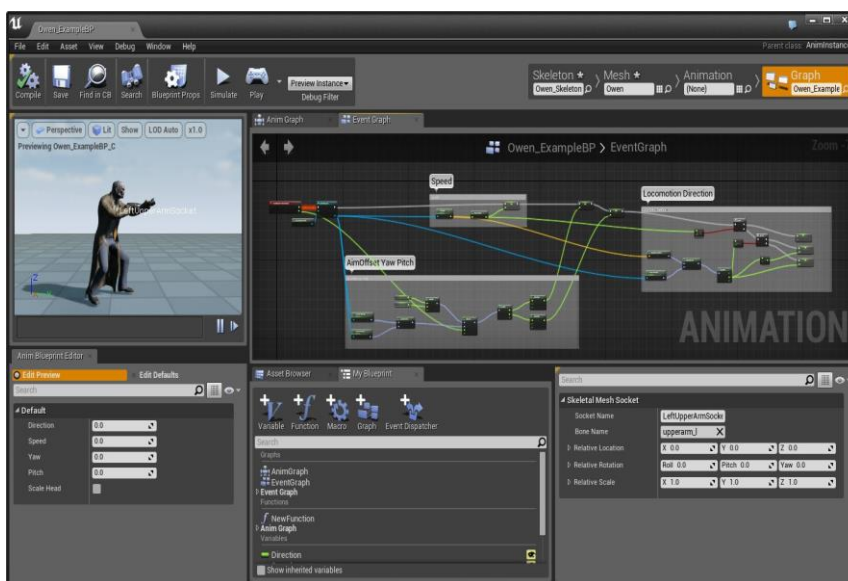 Owen_ExampleBP
File Edit Asset View Debug Window Help
Parent class: AnimInstance
Compile Save Find in CB Search Blueprint Props Simulate Play
Preview Instance
Debug Filter
Skeleton Mesh Animation Graph
Owen_Skeleton Owen (None) Owen_Example
Perspective Lit Show LOD Auto x1.0
Previewing Owen_ExampleBP_C
LeftUpperArmSocket
Z
Anim Graph Event Graph
Owen_ExampleBP > EventGraph
Zoom
Speed
Locomotion Direction
AimOffset Yaw Pitch
ANIMATION
Anim Blueprint Editor
Edit Preview Edit Defaults
Search
Default
Direction 0.0
Speed 0.0
Yaw 0.0
Pitch 0.0
Scale Head
Asset Browser My Blueprint
Variable Function Macro Graph Event Dispatcher
Search
Graphs
AnimGraph
EventGraph
Event Graph
Functions
NewFunction
Anim Graph
Variables
Direction
Show inherited variables
Search
Skeletal Mesh Socket
Socket Name LeftUpperArmSocke
Bone Name upperarm_l
Relative Location X 0.0 Y 0.0 Z 0.0
Relative Rotation Roll 0.0 Pitch 0.0 Yaw 0.0
Relative Scale X 1.0 Y 1.0 Z 1.0